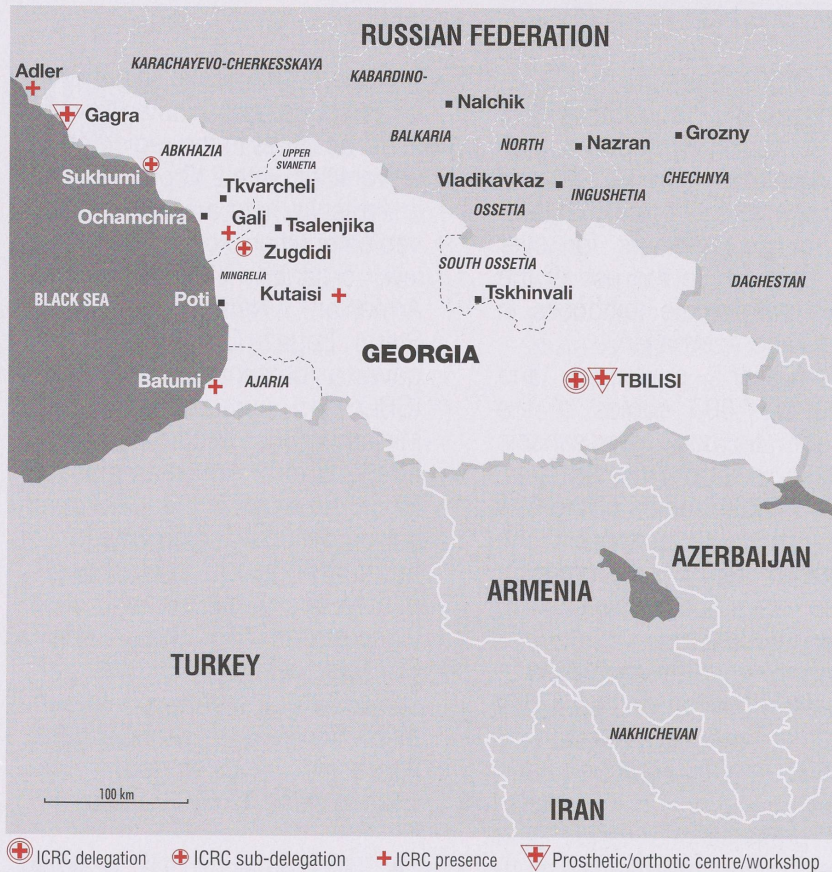 RUSSIAN FEDERATION
KARACHAYEVO-CHERKESSKAYA
KABARDINO-
Adler
Nalchik
Gagra
BALKARIA
NORTH
Nazran
Grozny
ABKHAZIA
UPPER
SVANETIA
Sukhumi
Vladikavkaz
INGUSHETIA
CHECHNYA
Tkvarcheli
OSSETIA
Ochamchira
Gali
Tsalenjika
Zugdidi
SOUTH OSSETIA
MINGRELIA
DAGHESTAN
BLACK SEA
Poti
Kutaisi
Tskhinvali
GEORGIA
Batumi
AJARIA
TBILISI
AZERBAIJAN
ARMENIA
TURKEY
NAKHICHEVAN
100 km
IRAN
ICRC delegation ICRC sub-delegation ICRC presence Prosthetic/orthotic centre/workshop